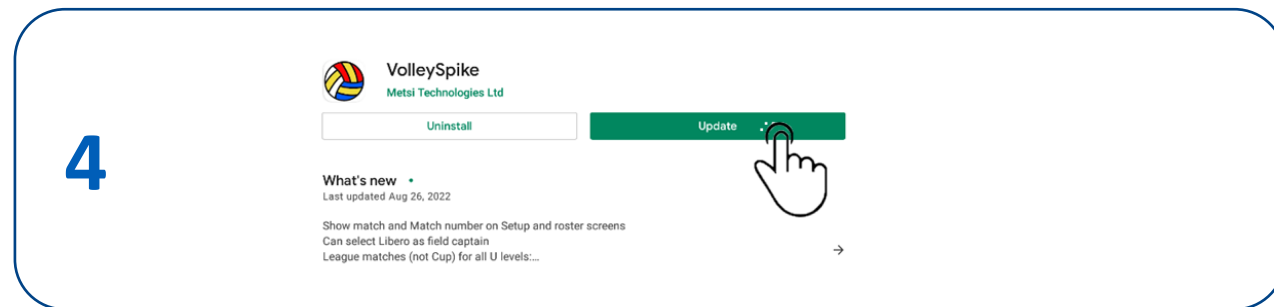 4
VolleySpike
Metsi Technologies Ltd
Uninstall
Update
What's new
Last updated Aug 26, 2022
Show match and Match number on Setup and roster screens
Can select Libero as field captain
League matches (not Cup) for all U levels:...